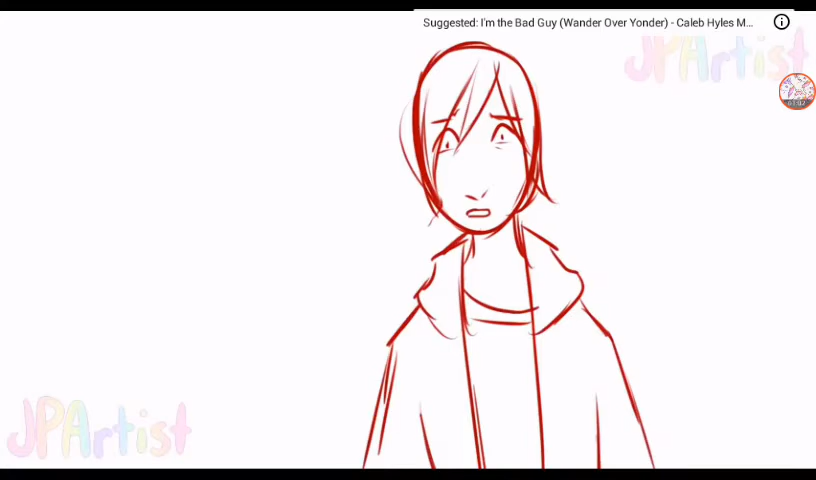 Suggested: I'm the Bad Guy (Wander Over Yonder) - Caleb Hyles M...
JPArtist
JPArtist